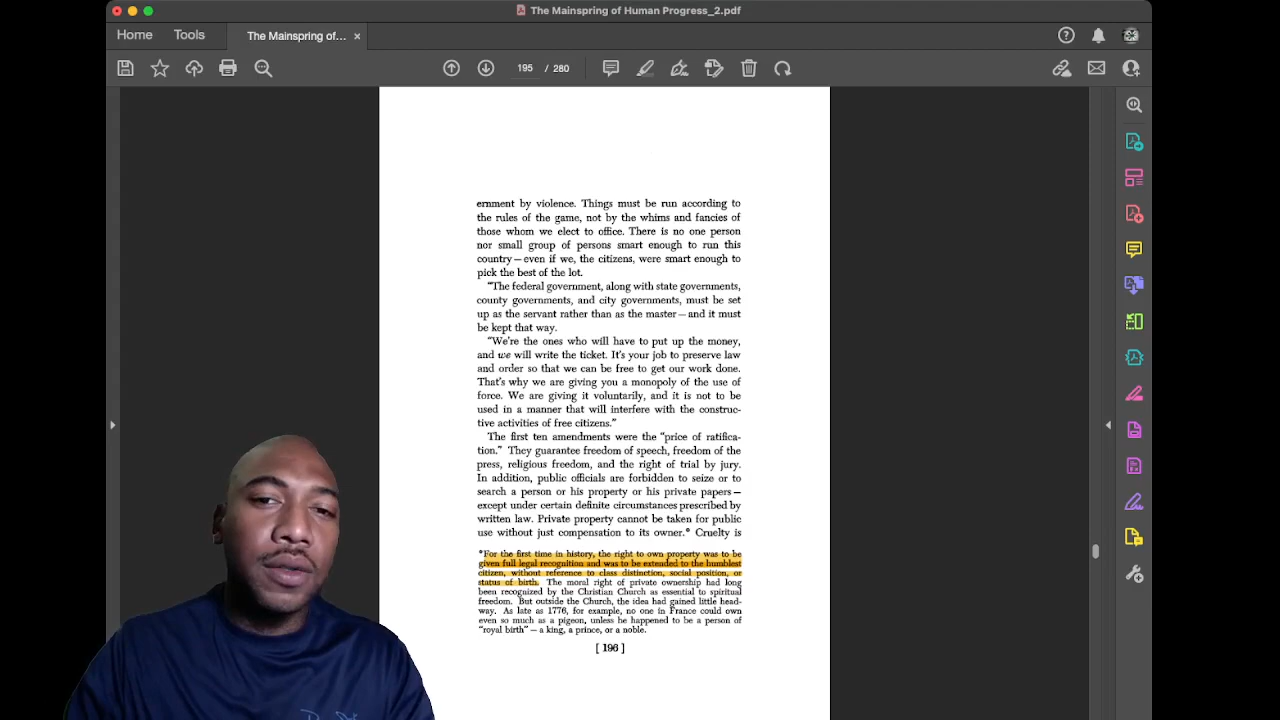 The Mainspring of Human Progress_2.pdf
Home Tools The Mainspring of... ×
195 / 280
ernment by violence. Things must be run according to
the rules of the game, not by the whims and fancies of
those whom we elect to office. There is no one person
nor small group of persons smart enough to run this
country—even if we, the citizens, were smart enough to
pick the best of the lot.
"The federal government, along with state governments,
county governments, and city governments, must be set
up as the servant rather than as the master—and it must
be kept that way.
"We're the ones who will have to put up the money,
and we will write the ticket. It's your job to preserve law
and order so that we can be free to get our work done.
That's why we are giving you a monopoly of the use of
force. We are giving it voluntarily, and it is not to be
used in a manner that will interfere with the construc-
tive activities of free citizens."
The first ten amendments were the "price of ratifica-
tion." They guarantee freedom of speech, freedom of the
press, religious freedom, and the right of trial by jury.
In addition, public officials are forbidden to seize or to
search a person or his property or his private papers—
except under certain definite circumstances prescribed by
written law. Private property cannot be taken for public
use without just compensation to its owner.* Cruelty is
*For the first time in history, the right to own property was to be
given full legal recognition and was to be extended to the humblest
citizen, without reference to class distinction, social position, or
status of birth. The moral right of private ownership had long
been recognized by the Christian Church as essential to spiritual
freedom. But outside the Church, the idea had gained little head-
way. As late as 1776, for example, no one in France could own
even so much as a pigeon, unless he happened to be a person of
"royal birth"—a king, a prince, or a noble.
[ 196 ]